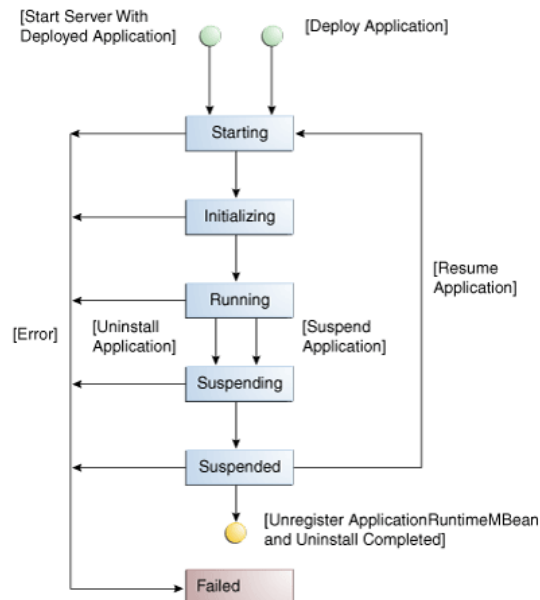 [Start Server With
Deployed Application]
[Deploy Application]
Starting
Initializing
[Resume
Application]
Running
[Error]
[Uninstall
Application]
[Suspend
Application]
Suspending
Suspended
[Unregister ApplicationRuntimeMBean
and Uninstall Completed]
Failed